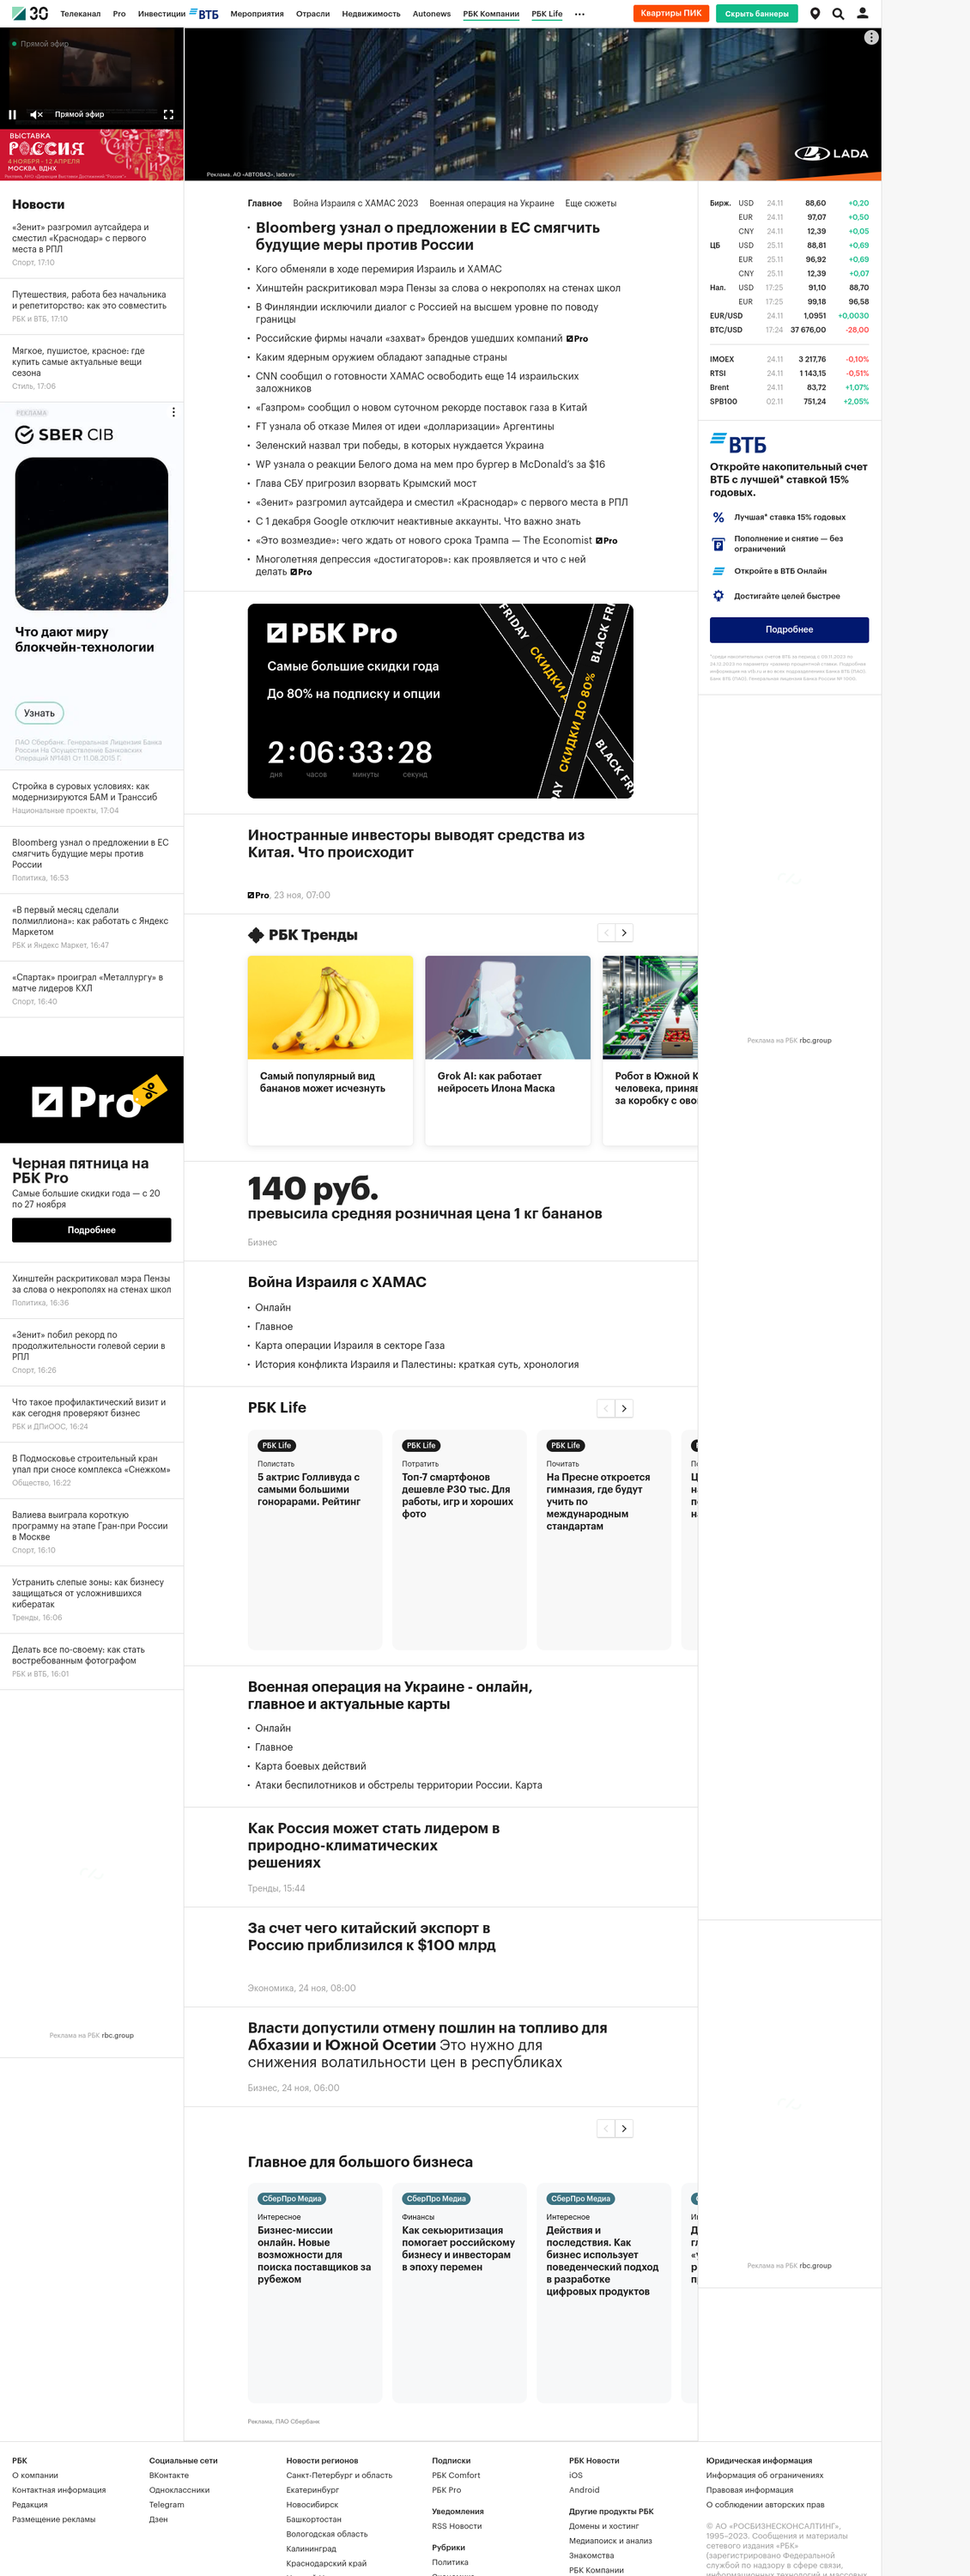 30
Телеканал
Pro
Инвестиции
ВТБ
Мероприятия
Отрасли
Недвижимость
Autonews
РБК Компании
РБК Life
Квартиры ПИК
Скрыть баннеры
Прямой эфир
Прямой эфир
ВЫСТАВКА
РОССИЯ
4 НОЯБРЯ - 12 АПРЕЛЯ
МОСКВА. ВДНХ
Реклама. АО «АВТОВАЗ», lada.ru
LADA
Новости
«Зенит» разгромил аутсайдера и
сместил «Краснодар» с первого
места в РПЛ
Спорт, 17:10
Путешествия, работа без начальника
и репетиторство: как это совместить
РБК и ВТБ, 17:10
Мягкое, пушистое, красное: где
купить самые актуальные вещи
сезона
Стиль, 17:06
РЕКЛАМА
SBER CIB
Что дают миру
блокчейн-технологии
Узнать
ПАО Сбербанк. Генеральная Лицензия Банка
России На Осуществление Банковских
Операций №1481 От 11.08.2015 Г.
Стройка в суровых условиях: как
модернизируются БАМ и Транссиб
Национальные проекты, 17:04
Bloomberg узнал о предложении в ЕС
смягчить будущие меры против
России
Политика, 16:53
«В первый месяц сделали
полмиллиона»: как работать с Яндекс
Маркетом
РБК и Яндекс Маркет, 16:47
«Спартак» проиграл «Металлургу» в
матче лидеров КХЛ
Спорт, 16:40
Pro
%
Черная пятница на
РБК Pro
Самые большие скидки года — с 20
по 27 ноября
Подробнее
Хинштейн раскритиковал мэра Пензы
за слова о некрополях на стенах школ
Политика, 16:36
«Зенит» побил рекорд по
продолжительности голевой серии в
РПЛ
Спорт, 16:26
Что такое профилактический визит и
как сегодня проверяют бизнес
РБК и ДПиООС, 16:24
В Подмосковье строительный кран
упал при сносе комплекса «Снежком»
Общество, 16:22
Валиева выиграла короткую
программу на этапе Гран-при России
в Москве
Спорт, 16:10
Устранить слепые зоны: как бизнесу
защищаться от усложнившихся
кибератак
Тренды, 16:06
Делать все по-своему: как стать
востребованным фотографом
РБК и ВТБ, 16:01
Реклама на РБК rbc.group
Главное
Война Израиля с ХАМАС 2023
Военная операция на Украине
Еще сюжеты
Bloomberg узнал о предложении в ЕС смягчить
будущие меры против России
Кого обменяли в ходе перемирия Израиль и ХАМАС
Хинштейн раскритиковал мэра Пензы за слова о некрополях на стенах школ
В Финляндии исключили диалог с Россией на высшем уровне по поводу
границы
Российские фирмы начали «захват» брендов ушедших компаний Pro
Каким ядерным оружием обладают западные страны
CNN сообщил о готовности ХАМАС освободить еще 14 израильских
заложников
«Газпром» сообщил о новом суточном рекорде поставок газа в Китай
FT узнала об отказе Милея от идеи «долларизации» Аргентины
Зеленский назвал три победы, в которых нуждается Украина
WP узнала о реакции Белого дома на мем про бургер в McDonald's за $16
Глава СБУ пригрозил взорвать Крымский мост
«Зенит» разгромил аутсайдера и сместил «Краснодар» с первого места в РПЛ
С 1 декабря Google отключит неактивные аккаунты. Что важно знать
«Это возмездие»: чего ждать от нового срока Трампа — The Economist Pro
Многолетняя депрессия «достигаторов»: как проявляется и что с ней
делать Pro
РБК Pro
Самые большие скидки года
До 80% на подписку и опции
2 : 06 : 33 : 28
дня часов минуты секунд
FRIDAY
СКИДКИ Д
BLACK FRI
СКИДКИ ДО 80%
AY
BLACK FRI
Иностранные инвесторы выводят средства из
Китая. Что происходит
Pro, 23 ноя, 07:00
РБК Тренды
Самый популярный вид
бананов может исчезнуть
Grok AI: как работает
нейросеть Илона Маска
Робот в Южной К
человека, приняв
за коробку с ово
140 руб.
превысила средняя розничная цена 1 кг бананов
Бизнес
Война Израиля с ХАМАС
Онлайн
Главное
Карта операции Израиля в секторе Газа
История конфликта Израиля и Палестины: краткая суть, хронология
РБК Life
РБК Life
Полистать
5 актрис Голливуда с
самыми большими
гонорарами. Рейтинг
РБК Life
Потратить
Топ-7 смартфонов
дешевле ₽30 тыс. Для
работы, игр и хороших
фото
РБК Life
Почитать
На Пресне откроется
гимназия, где будут
учить по
международным
стандартам
Военная операция на Украине - онлайн,
главное и актуальные карты
Онлайн
Главное
Карта боевых действий
Атаки беспилотников и обстрелы территории России. Карта
Как Россия может стать лидером в
природно-климатических
решениях
Тренды, 15:44
За счет чего китайский экспорт в
Россию приблизился к $100 млрд
Экономика, 24 ноя, 08:00
Власти допустили отмену пошлин на топливо для
Абхазии и Южной Осетии Это нужно для
снижения волатильности цен в республиках
Бизнес, 24 ноя, 06:00
Главное для большого бизнеса
СберПро Медиа
Интересное
Бизнес-миссии
онлайн. Новые
возможности для
поиска поставщиков за
рубежом
СберПро Медиа
Финансы
Как секьюритизация
помогает российскому
бизнесу и инвесторам
в эпоху перемен
СберПро Медиа
Интересное
Действия и
последствия. Как
бизнес использует
поведенческий подход
в разработке
цифровых продуктов
Реклама, ПАО Сбербанк
Бирж. USD 24.11 88,60 +0,20
EUR 24.11 97,07 +0,50
CNY 24.11 12,39 +0,05
ЦБ USD 25.11 88,81 +0,69
EUR 25.11 96,92 +0,69
CNY 25.11 12,39 +0,07
Нал. USD 17:25 91,10 88,70
EUR 17:25 99,18 96,58
EUR/USD 24.11 1,0951 +0,0030
BTC/USD 17:24 37 676,00 -28,00
IMOEX 24.11 3 217,76 -0,10%
RTSI 24.11 1 143,15 -0,51%
Brent 24.11 83,72 +1,07%
SPB100 02.11 751,24 +2,05%
ВТБ
Откройте накопительный счет
ВТБ с лучшей* ставкой 15%
годовых.
Лучшая* ставка 15% годовых
Пополнение и снятие — без
ограничений
Откройте в ВТБ Онлайн
Достигайте целей быстрее
Подробнее
Реклама на РБК rbc.group
Реклама на РБК rbc.group
РБК
О компании
Контактная информация
Редакция
Размещение рекламы
Социальные сети
ВКонтакте
Одноклассники
Telegram
Дзен
Новости регионов
Санкт-Петербург и область
Екатеринбург
Новосибирск
Башкортостан
Вологодская область
Калининград
Краснодарский край
Подписки
РБК Comfort
РБК Pro
Уведомления
RSS Новости
Рубрики
Политика
РБК Новости
iOS
Android
Другие продукты РБК
Домены и хостинг
Медиапоиск и анализ
Знакомства
РБК Компании
Юридическая информация
Информация об ограничениях
Правовая информация
О соблюдении авторских прав
© АО «РОСБИЗНЕСКОНСАЛТИНГ»,
1995–2023. Сообщения и материалы
сетевого издания «РБК»
(зарегистрировано Федеральной
службой по надзору в сфере связи,